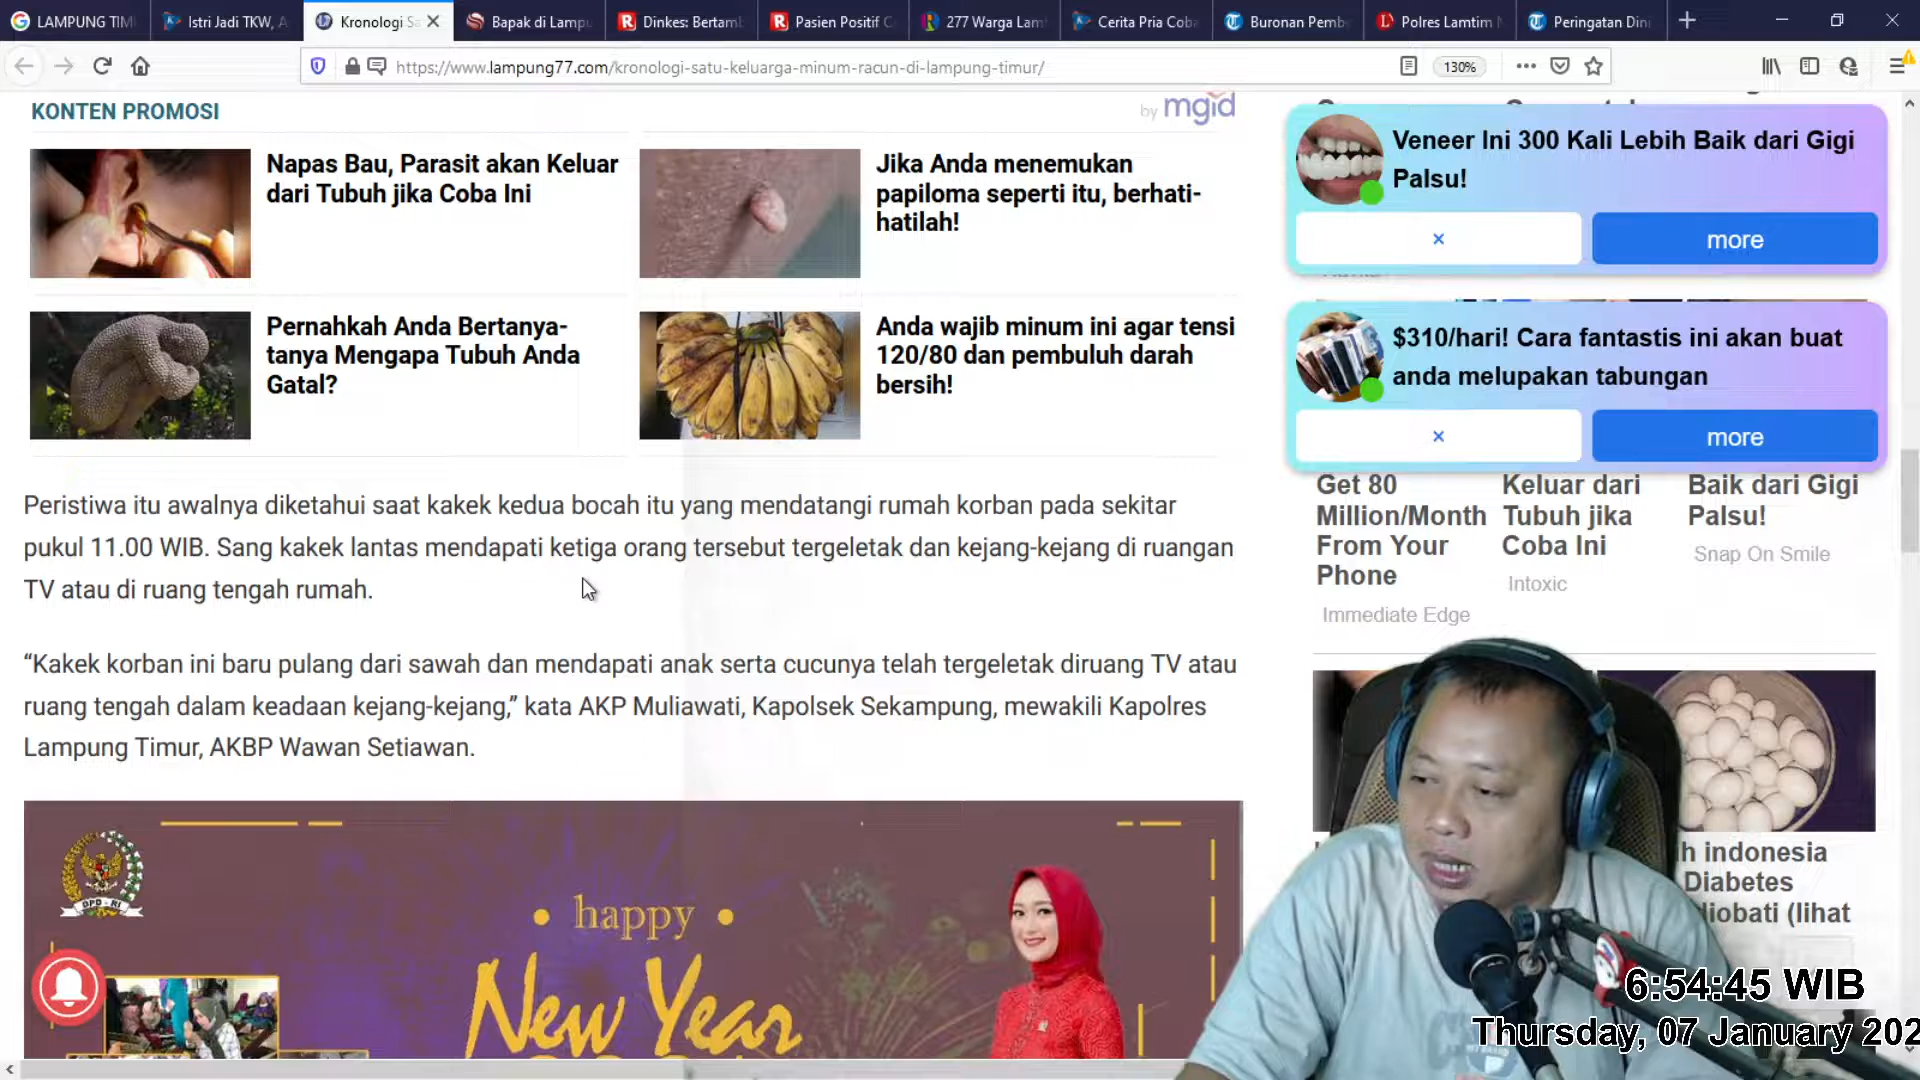 LAMPUNG TIM
Istri Jadi TKW, A
Kronologi Sa
Bapak di Lampu
Dinkes: Bertamb
Pasien Positif C
277 Warga Lam
Cerita Pria Coba
Buronan Pemb
Polres Lamtim
Peringatan Din
https://www.lampung77.com/kronologi-satu-keluarga-minum-racun-di-lampung-timur/
130%
KONTEN PROMOSI
by mgid
Napas Bau, Parasit akan Keluar
dari Tubuh jika Coba Ini
Jika Anda menemukan
papiloma seperti itu, berhati-
hatilah!
Pernahkah Anda Bertanya-
tanya Mengapa Tubuh Anda
Gatal?
Anda wajib minum ini agar tensi
120/80 dan pembuluh darah
bersih!
Veneer Ini 300 Kali Lebih Baik dari Gigi
Palsu!
×
more
$310/hari! Cara fantastis ini akan buat
anda melupakan tabungan
×
more
Get 80
Million/Month
From Your
Phone
Immediate Edge
Keluar dari
Tubuh jika
Coba Ini
Intoxic
Baik dari Gigi
Palsu!
Snap On Smile
Peristiwa itu awalnya diketahui saat kakek kedua bocah itu yang mendatangi rumah korban pada sekitar
pukul 11.00 WIB. Sang kakek lantas mendapati ketiga orang tersebut tergeletak dan kejang-kejang di ruangan
TV atau di ruang tengah rumah.
“Kakek korban ini baru pulang dari sawah dan mendapati anak serta cucunya telah tergeletak diruang TV atau
ruang tengah dalam keadaan kejang-kejang,” kata AKP Muliawati, Kapolsek Sekampung, mewakili Kapolres
Lampung Timur, AKBP Wawan Setiawan.
DPD - RI
• happy •
New Year
h indonesia
Diabetes
diobati (lihat
6:54:45 WIB
Thursday, 07 January 202